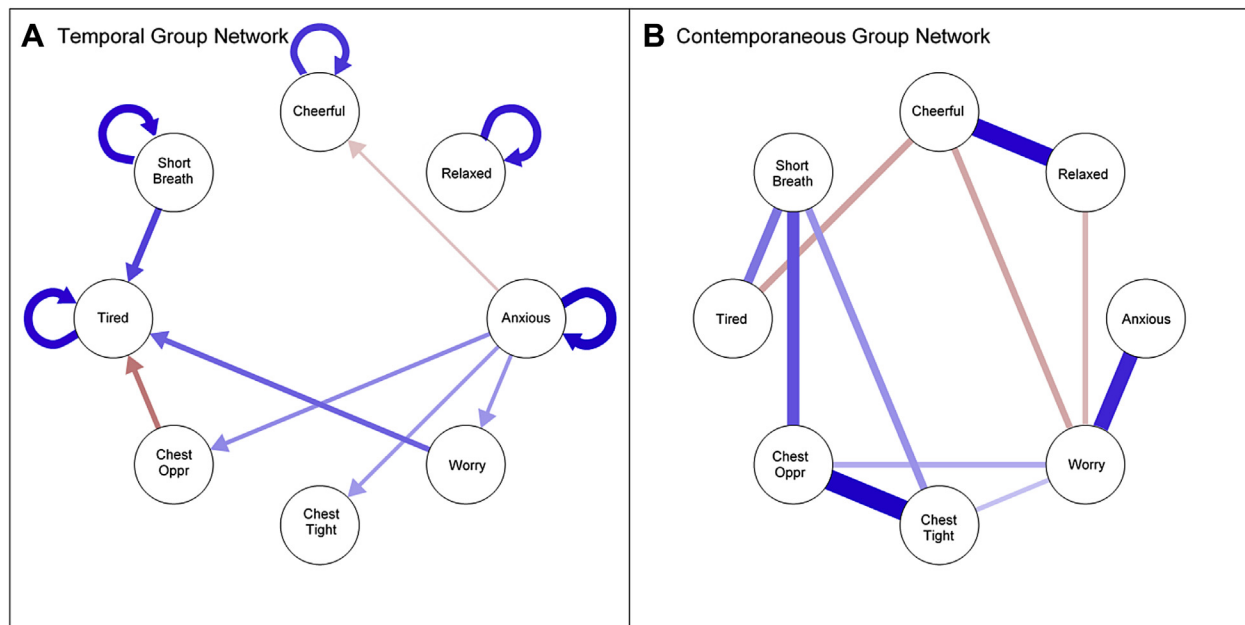 A Temporal Group Network
Cheerful
Short
Breath
Relaxed
Tired
Anxious
Chest
Oppr
Worry
Chest
Tight
B Contemporaneous Group Network
Cheerful
Short
Breath
Relaxed
Tired
Anxious
Chest
Oppr
Worry
Chest
Tight